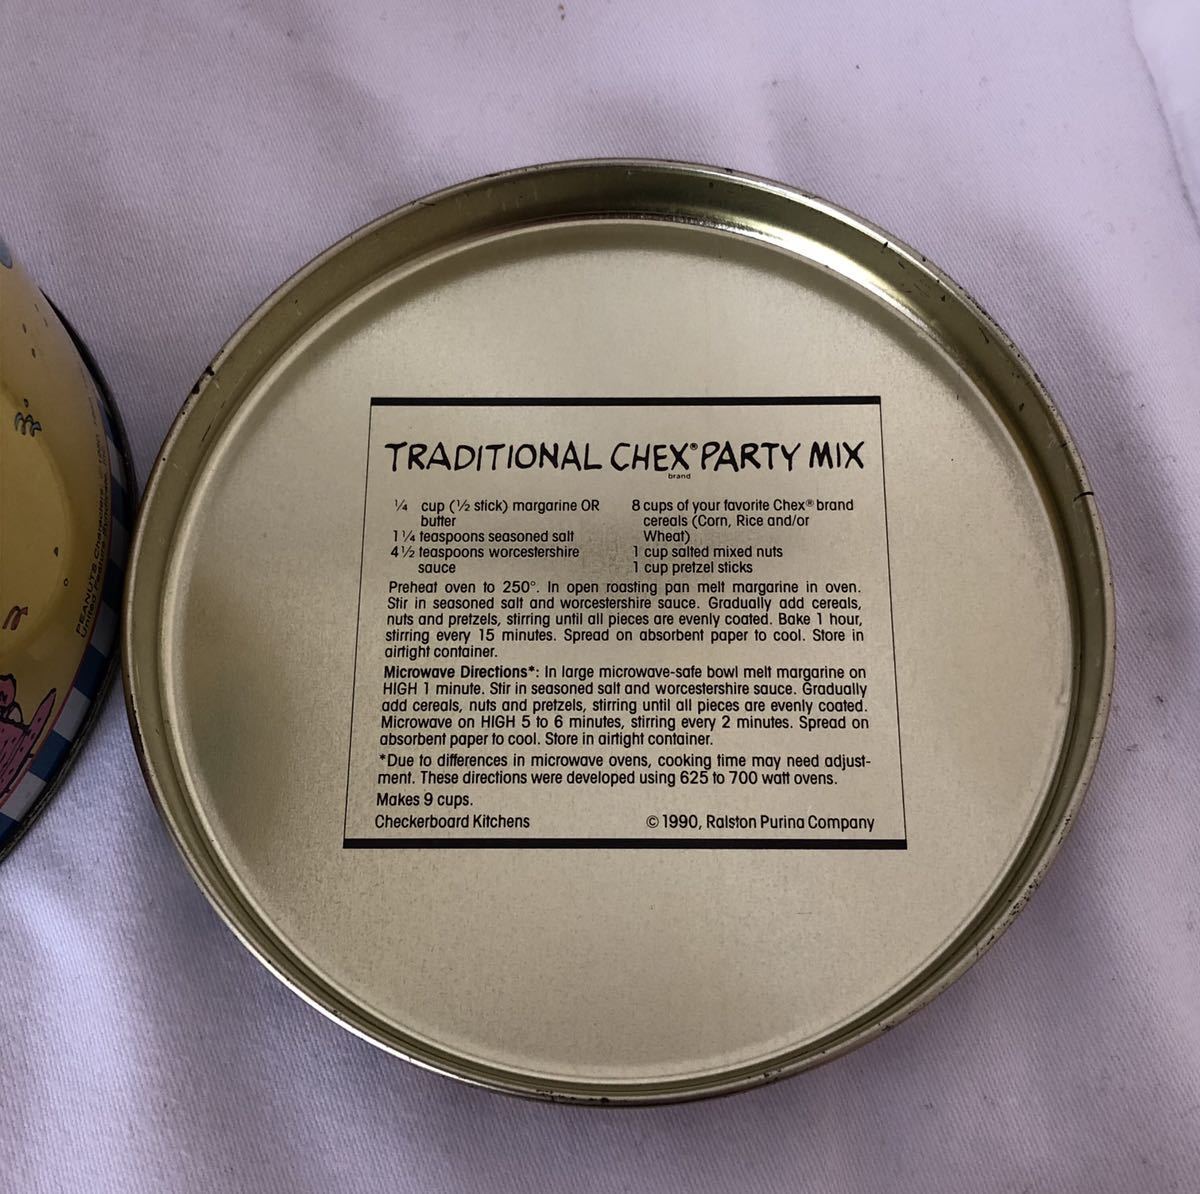 TRADITIONAL CHEX® PARTY MIX
brand
¼ cup (½ stick) margarine OR
butter
1¼ teaspoons seasoned salt
4½ teaspoons worcestershire
sauce
8 cups of your favorite Chex® brand
cereals (Corn, Rice and/or
Wheat)
1 cup salted mixed nuts
1 cup pretzel sticks
Preheat oven to 250°. In open roasting pan melt margarine in oven.
Stir in seasoned salt and worcestershire sauce. Gradually add cereals,
nuts and pretzels, stirring until all pieces are evenly coated. Bake 1 hour,
stirring every 15 minutes. Spread on absorbent paper to cool. Store in
airtight container.
Microwave Directions*: In large microwave-safe bowl melt margarine on
HIGH 1 minute. Stir in seasoned salt and worcestershire sauce. Gradually
add cereals, nuts and pretzels, stirring until all pieces are evenly coated.
Microwave on HIGH 5 to 6 minutes, stirring every 2 minutes. Spread on
absorbent paper to cool. Store in airtight container.
*Due to differences in microwave ovens, cooking time may need adjust-
ment. These directions were developed using 625 to 700 watt ovens.
Makes 9 cups.
Checkerboard Kitchens © 1990, Ralston Purina Company
PEANUTS Characters
United Feature Syndicate